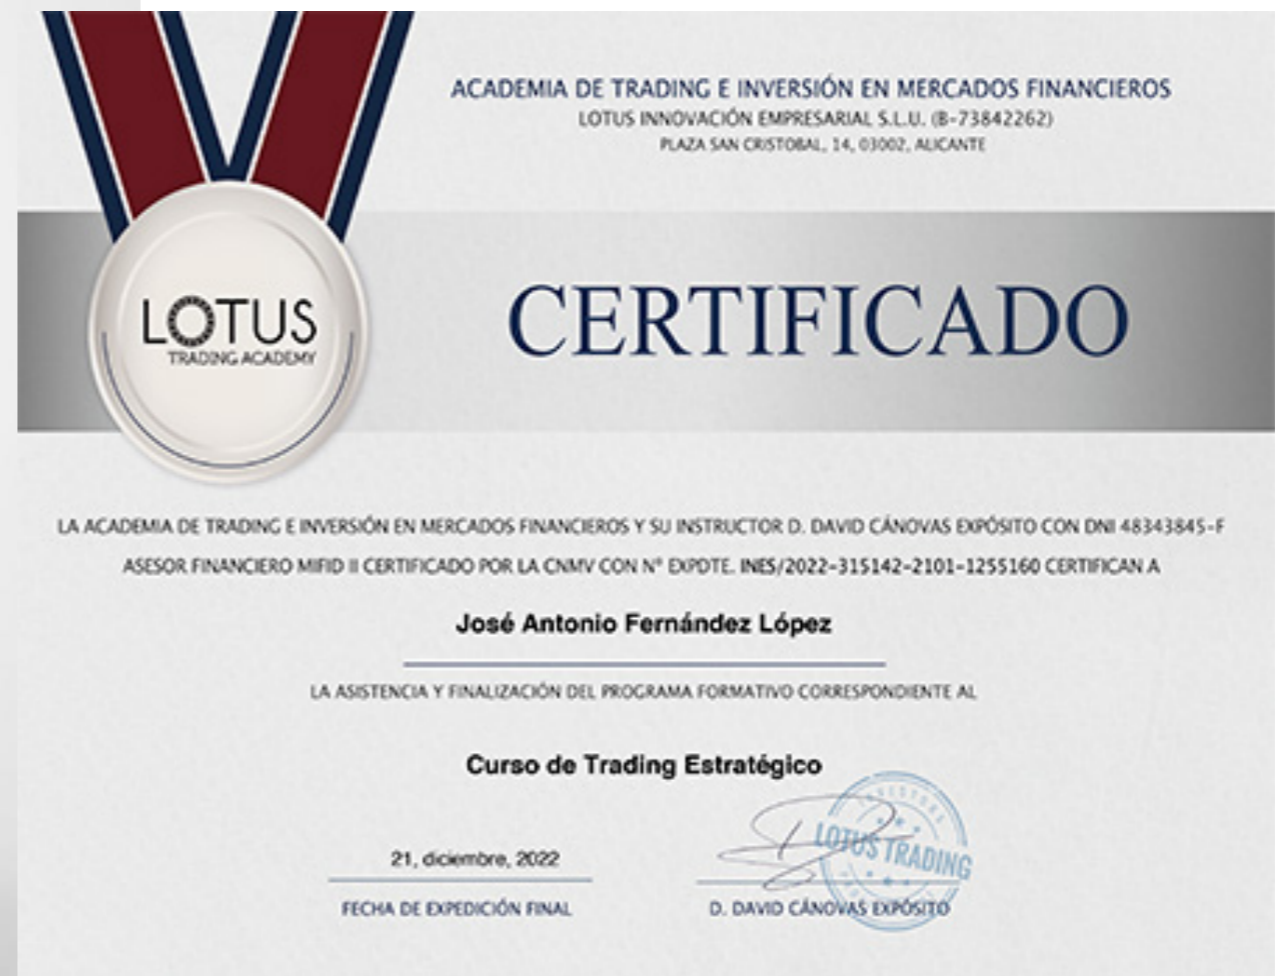 ACADEMIA DE TRADING E INVERSIÓN EN MERCADOS FINANCIEROS
LOTUS INNOVACIÓN EMPRESARIAL S.L.U. (B-73842262)
PLAZA SAN CRISTOBAL, 14, 03002, ALICANTE
LOTUS
TRADING ACADEMY
CERTIFICADO
LA ACADEMIA DE TRADING E INVERSIÓN EN MERCADOS FINANCIEROS Y SU INSTRUCTOR D. DAVID CÁNOVAS EXPÓSITO CON DNI 48343845-F
ASESOR FINANCIERO MIFID II CERTIFICADO POR LA CNMV CON Nº EXPDTE. INES/2022-315142-2101-1255160 CERTIFICAN A
José Antonio Fernández López
LA ASISTENCIA Y FINALIZACIÓN DEL PROGRAMA FORMATIVO CORRESPONDIENTE AL
Curso de Trading Estratégico
LOTUS TRADING
21, diciembre, 2022
FECHA DE EXPEDICIÓN FINAL
D. DAVID CÁNOVAS EXPÓSITO